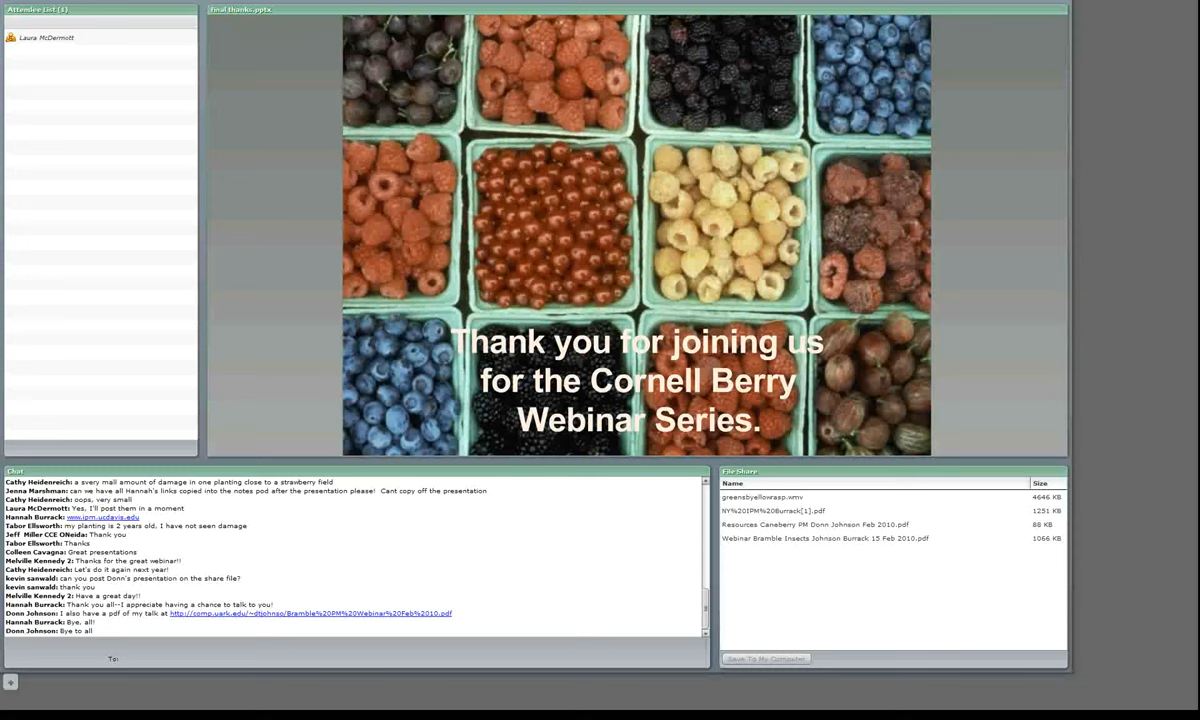 Attendee List (1)
Laura McDermott
final thanks.pptx
Thank you for joining us
for the Cornell Berry
Webinar Series.
Chat
Cathy Heidenreich: a svery mall amount of damage in one planting close to a strawberry field
Jenna Marshman: can we have all Hannah's links copied into the notes pod after the presentation please!  Cant copy off the presentation
Cathy Heidenreich: oops, very small
Laura McDermott: Yes, I'll post them in a moment
Hannah Burrack: www.ipm.ucdavis.edu
Tabor Ellsworth: my planting is 2 years old, I have not seen damage
Jeff Miller CCE ONeida: Thank you
Tabor Ellsworth: Thanks
Colleen Cavagna: Great presentations
Melville Kennedy 2: Thanks for the great webinar!!
Cathy Heidenreich: Let's do it again next year!
kevin sanwald: can you post Donn's presentation on the share file?
kevin sanwald: thank you
Melville Kennedy 2: Have a great day!!
Hannah Burrack: Thank you all--I appreciate having a chance to talk to you!
Donn Johnson: I also have a pdf of my talk at http://comp.uark.edu/~dtjohnso/Bramble%20PM%20Webinar%20Feb%2010.pdf
Hannah Burrack: Bye, all!
Donn Johnson: Bye to all
To:
File Share
Name Size
greensbyellowrasp.wmv 4646 KB
NY%20IPM%20Burrack[1].pdf 1251 KB
Resources Caneberry PM Donn Johnson Feb 2010.pdf 88 KB
Webinar Bramble Insects Johnson Burrack 15 Feb 2010.pdf 1066 KB
Save To My Computer